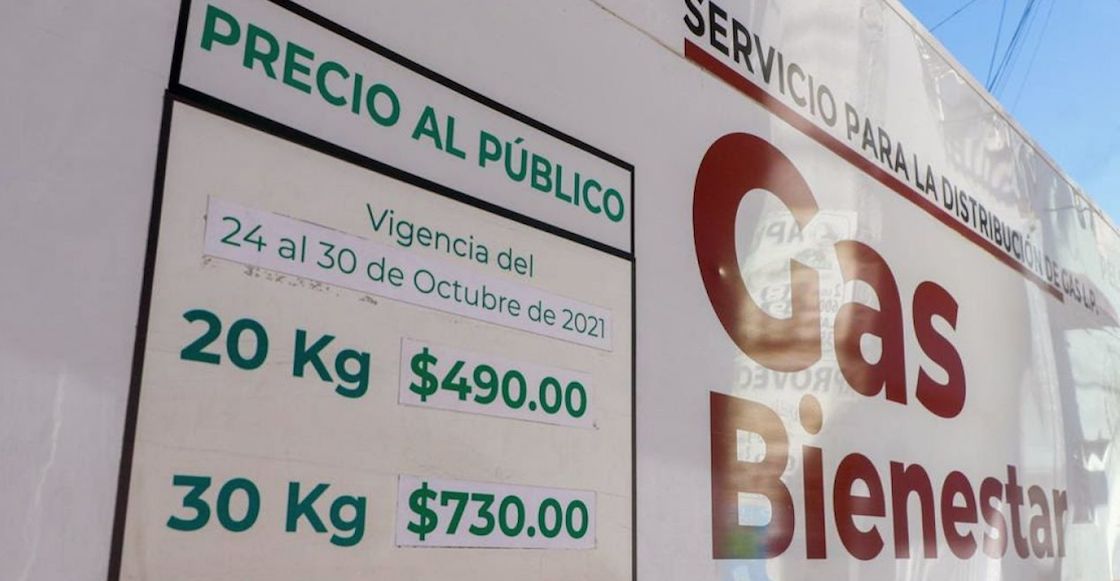 PRECIO AL PÚBLICO
Vigencia del
24 al 30 de Octubre de 2021
20 Kg $490.00
30 Kg $730.00
SERVICIO PARA LA DISTRIBUCIÓN DE GAS L.P.
Gas
Bienestar